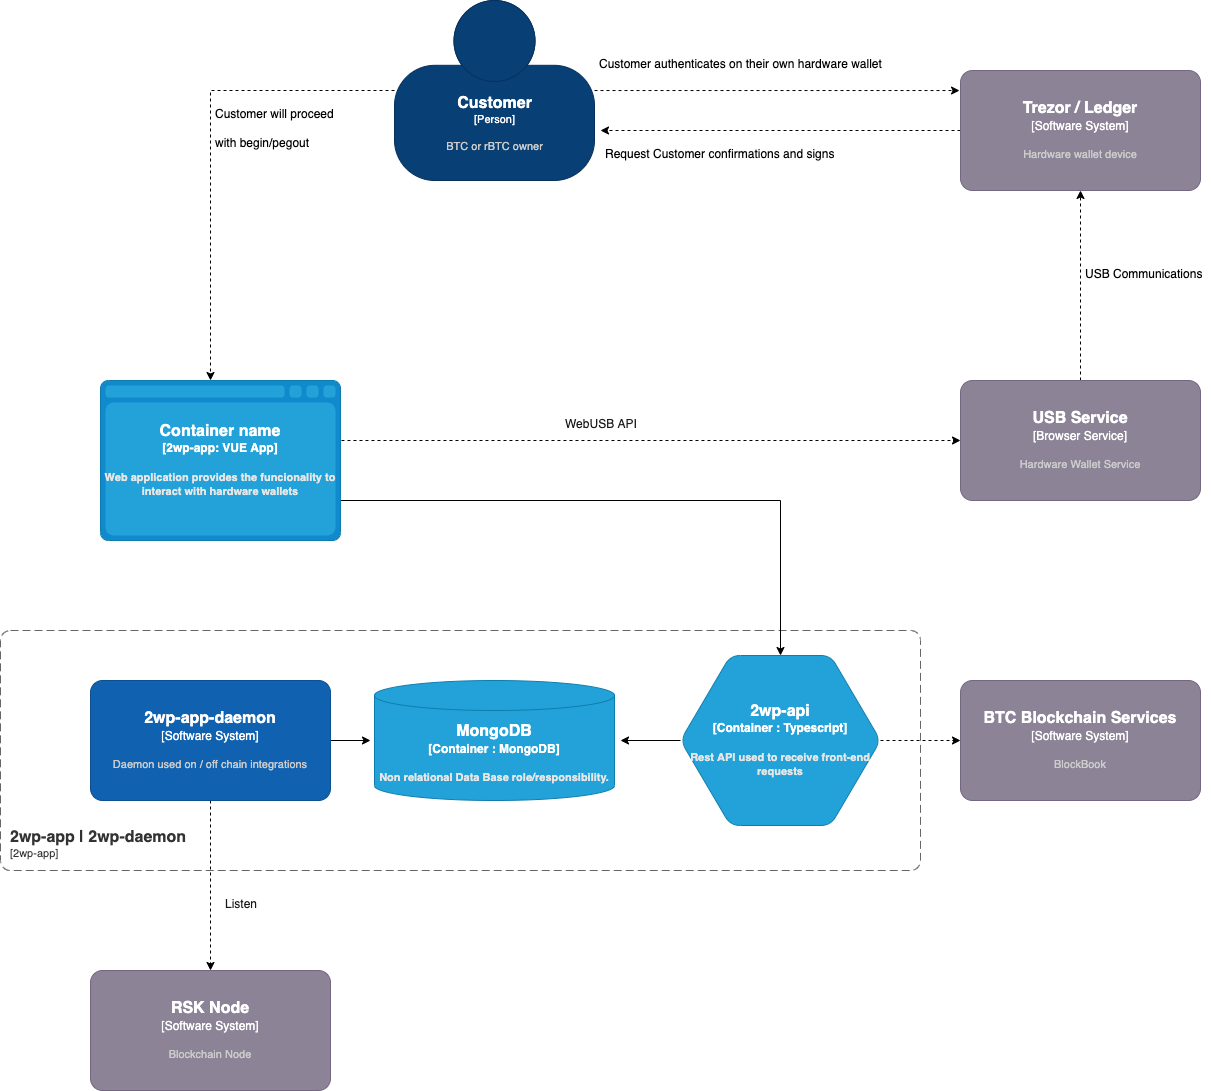 Customer authenticates on their own hardware wallet
Customer
[Person]
BTC or rBTC owner
Customer will proceed
with begin/pegout
Request Customer confirmations and signs
Trezor / Ledger
[Software System]
Hardware wallet device
USB Communications
Container name
[2wp-app: VUE App]
Web application provides the funcionality to
interact with hardware wallets
WebUSB API
USB Service
[Browser Service]
Hardware Wallet Service
2wp-app-daemon
[Software System]
Daemon used on / off chain integrations
MongoDB
[Container : MongoDB]
Non relational Data Base role/responsibility.
2wp-api
[Container : Typescript]
Rest API used to receive front-end
requests
BTC Blockchain Services
[Software System]
BlockBook
2wp-app | 2wp-daemon
[2wp-app]
Listen
RSK Node
[Software System]
Blockchain Node